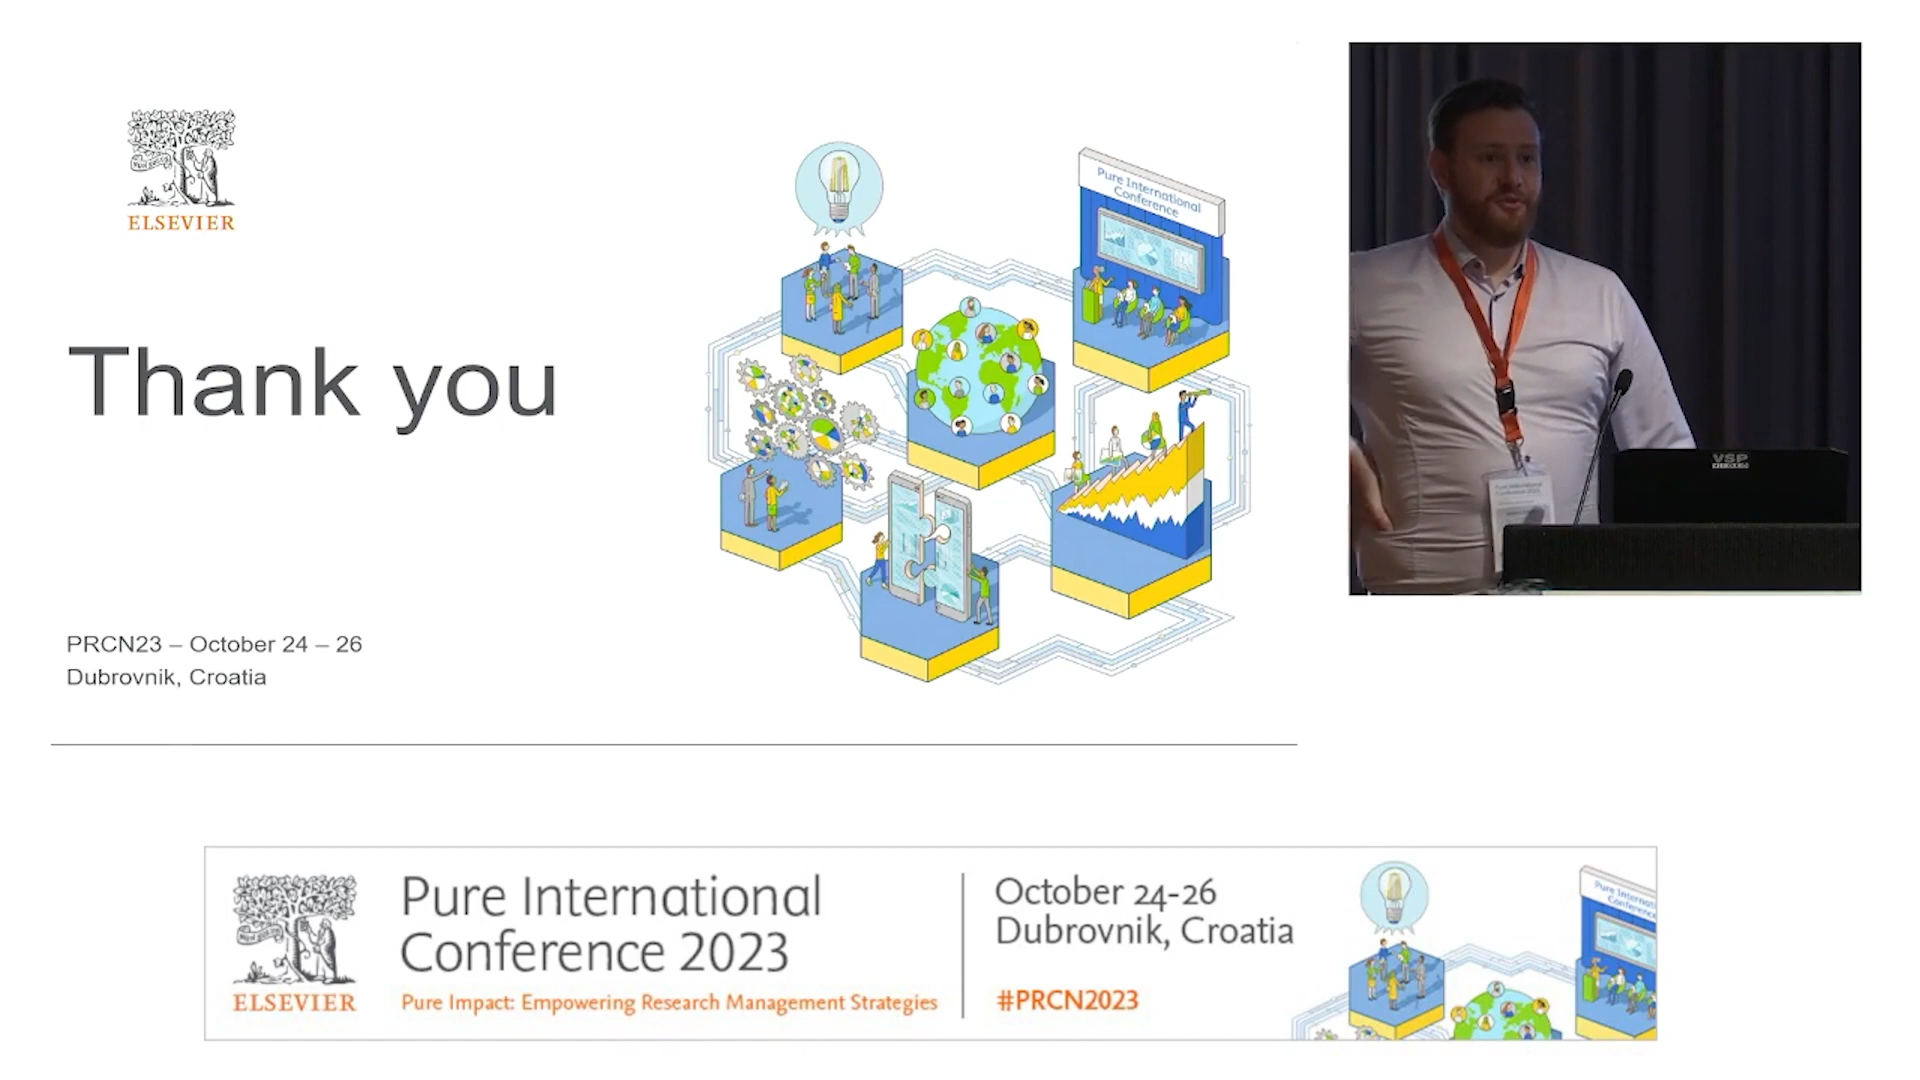 ELSEVIER
Thank you
PRCN23 – October 24 – 26
Dubrovnik, Croatia
Pure International
Conference
VSP
Pure International
Conference 2023
Pure Impact: Empowering Research Management Strategies
ELSEVIER
October 24-26
Dubrovnik, Croatia
#PRCN2023